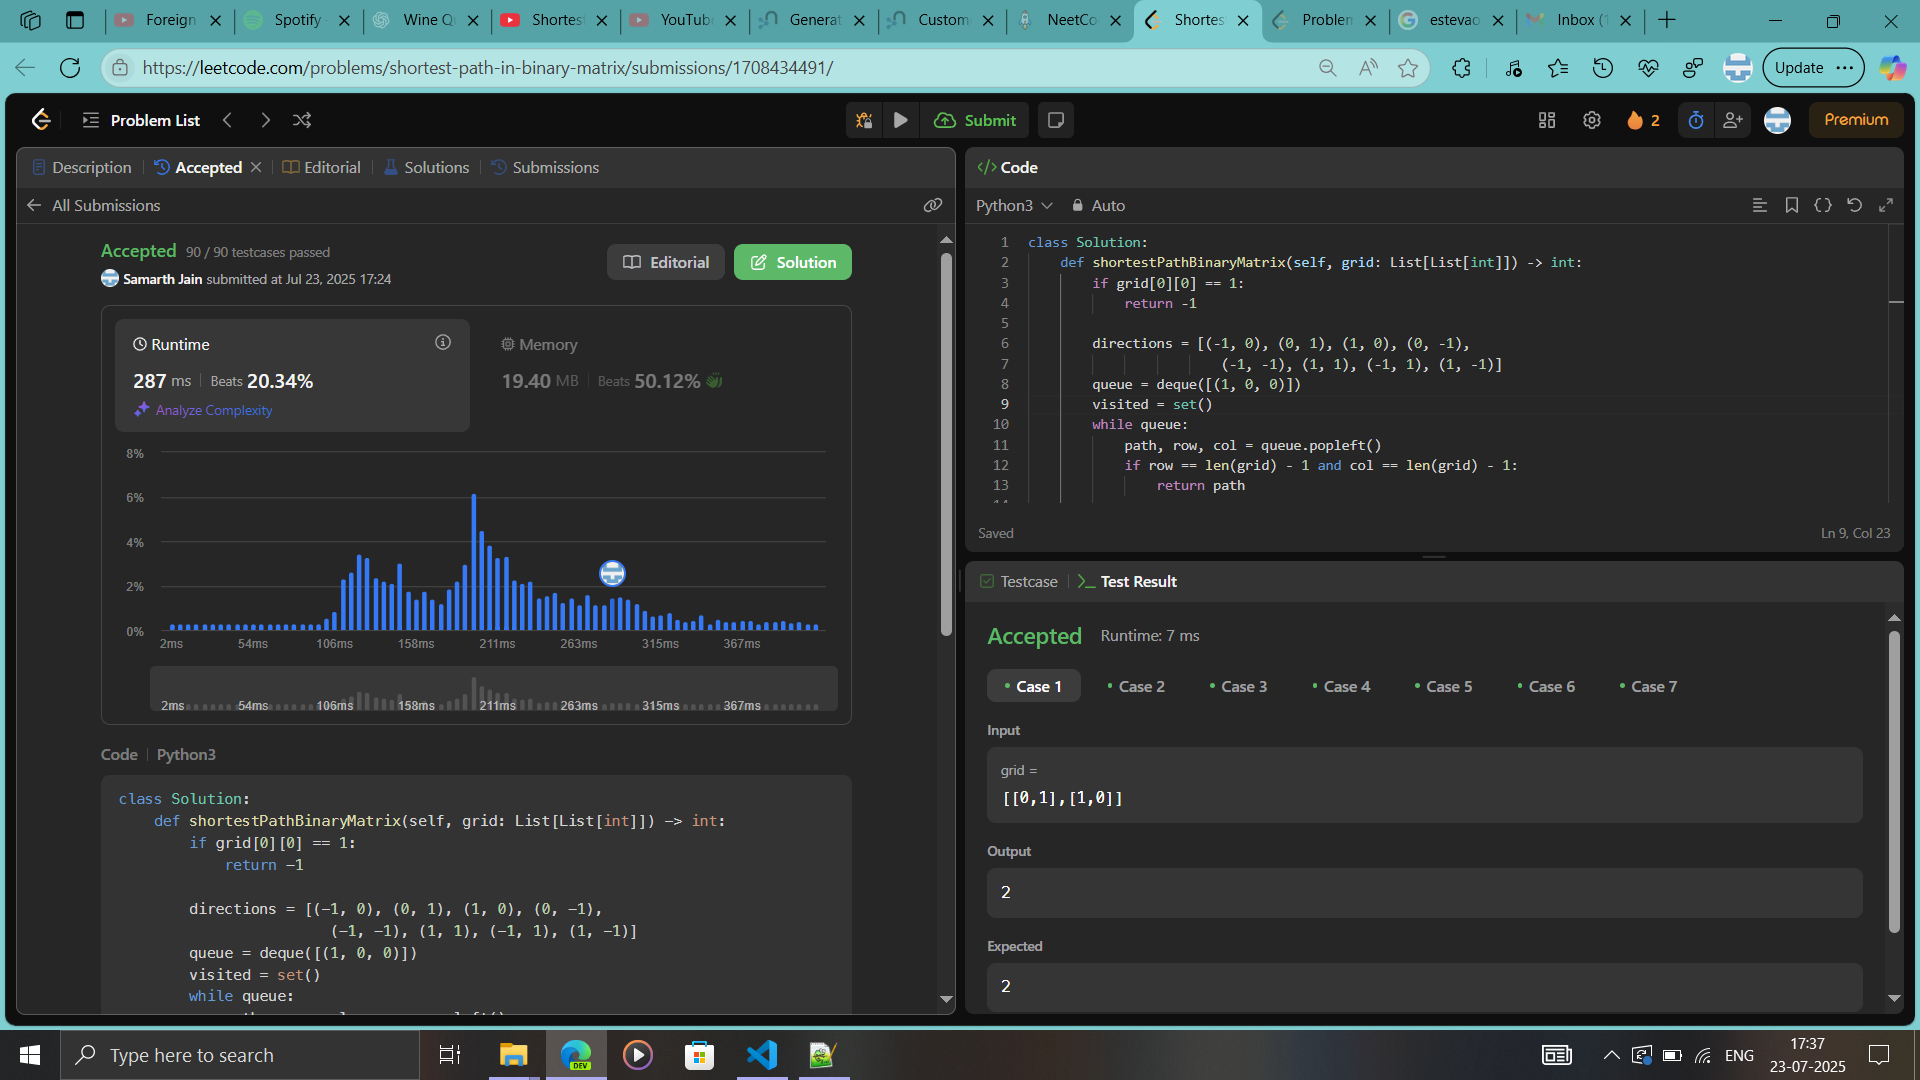 Foreign
Spotify
Wine Q
Shortes
YouTub
Generat
Custom
NeetCo
Shortes
Problem
estevao
Inbox (1
https://leetcode.com/problems/shortest-path-in-binary-matrix/submissions/1708434491/
Update
Problem List
Submit
2
Premium
Description
Accepted
Editorial
Solutions
Submissions
All Submissions
Accepted 90 / 90 testcases passed
Samarth Jain submitted at Jul 23, 2025 17:24
Editorial
Solution
Runtime
287 ms | Beats 20.34%
Analyze Complexity
Memory
19.40 MB | Beats 50.12%
8%
6%
4%
2%
0%
2ms 54ms 106ms 158ms 211ms 263ms 315ms 367ms
2ms 54ms 106ms 158ms 211ms 263ms 315ms 367ms
Code | Python3
class Solution:
    def shortestPathBinaryMatrix(self, grid: List[List[int]]) -> int:
        if grid[0][0] == 1:
            return -1

        directions = [(-1, 0), (0, 1), (1, 0), (0, -1),
                        (-1, -1), (1, 1), (-1, 1), (1, -1)]
        queue = deque([(1, 0, 0)])
        visited = set()
        while queue:
</> Code
Python3
Auto
1 class Solution:
2     def shortestPathBinaryMatrix(self, grid: List[List[int]]) -> int:
3         if grid[0][0] == 1:
4             return -1
5
6         directions = [(-1, 0), (0, 1), (1, 0), (0, -1),
7                         (-1, -1), (1, 1), (-1, 1), (1, -1)]
8         queue = deque([(1, 0, 0)])
9         visited = set()
10         while queue:
11             path, row, col = queue.popleft()
12             if row == len(grid) - 1 and col == len(grid) - 1:
13                 return path
Saved
Ln 9, Col 23
Testcase
Test Result
Accepted Runtime: 7 ms
Case 1
Case 2
Case 3
Case 4
Case 5
Case 6
Case 7
Input
grid =
[[0,1],[1,0]]
Output
2
Expected
2
Type here to search
DEV
ENG
17:37
23-07-2025